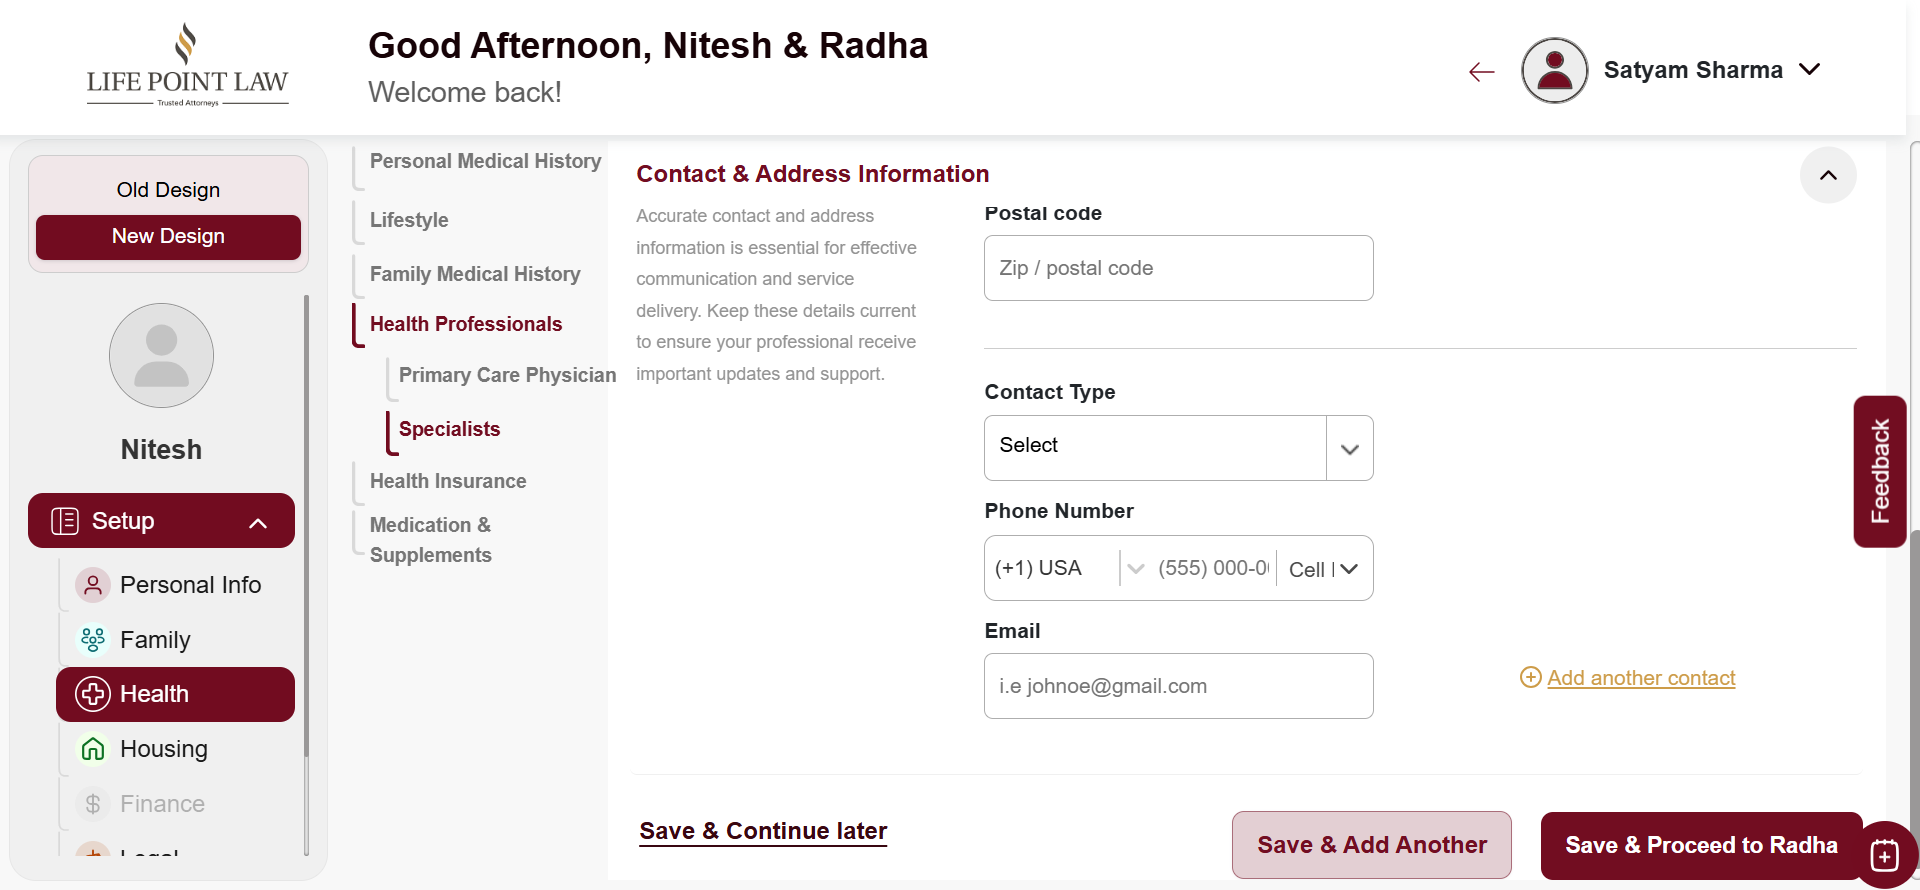 LIFE POINT LAW
Trusted Attorneys
Good Afternoon, Nitesh & Radha
Welcome back!
Satyam Sharma
Old Design
New Design
Nitesh
Setup
Personal Info
Family
Health
Housing
Finance
Legal
Personal Medical History
Lifestyle
Family Medical History
Health Professionals
Primary Care Physician
Specialists
Health Insurance
Medication &
Supplements
Contact & Address Information
Accurate contact and address
information is essential for effective
communication and service
delivery. Keep these details current
to ensure your professional receive
important updates and support.
Postal code
Zip / postal code
Contact Type
Select
Phone Number
(+1) USA
(555) 000-0
Cell
Email
i.e johnoe@gmail.com
Add another contact
Feedback
Save & Continue later
Save & Add Another
Save & Proceed to Radha